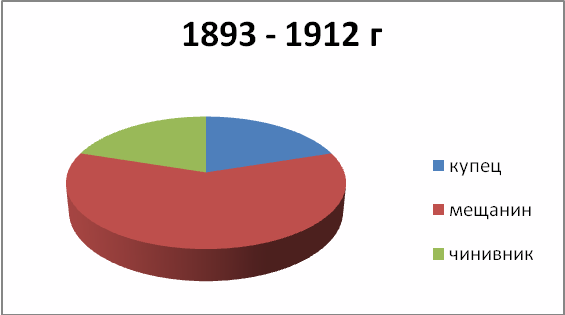 1893 - 1912 г
купец
мещанин
чинивник